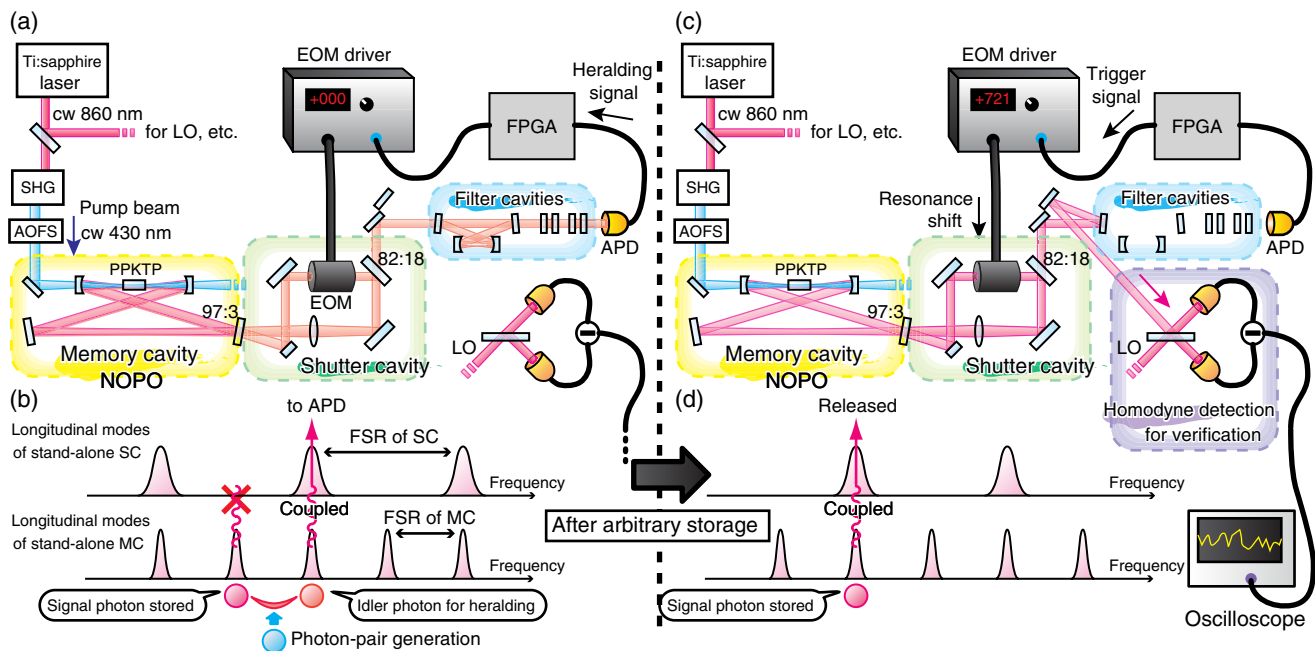 (a)
Ti:sapphire
laser
cw 860 nm
for LO, etc.
SHG
AOFS
Pump beam
cw 430 nm
EOM driver
+000
Heralding
signal
FPGA
Filter cavities
APD
82:18
EOM
PPKTP
97:3
Memory cavity
NOPO
Shutter cavity
LO
(b)
Longitudinal modes
of stand-alone SC
to APD
FSR of SC
Frequency
Coupled
Longitudinal modes
of stand-alone MC
FSR of MC
Frequency
Signal photon stored
Idler photon for heralding
Photon-pair generation
After arbitrary storage
(c)
Ti:sapphire
laser
cw 860 nm
for LO, etc.
SHG
AOFS
EOM driver
+721
Trigger
signal
FPGA
Resonance
shift
Filter cavities
APD
82:18
PPKTP
97:3
Memory cavity
NOPO
Shutter cavity
LO
Homodyne detection
for verification
(d)
Released
Frequency
Coupled
Frequency
Signal photon stored
Oscilloscope